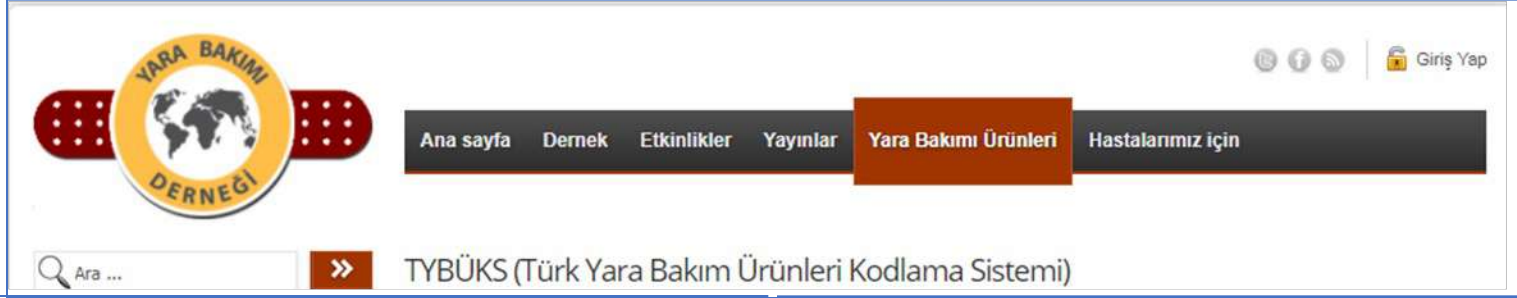 YARA BAKIMI
DERNEĞİ
Giriş Yap
Ana sayfa Dernek Etkinlikler Yayınlar Yara Bakımı Ürünleri Hastalarımız için
Ara ...
TYBÜKS (Türk Yara Bakım Ürünleri Kodlama Sistemi)